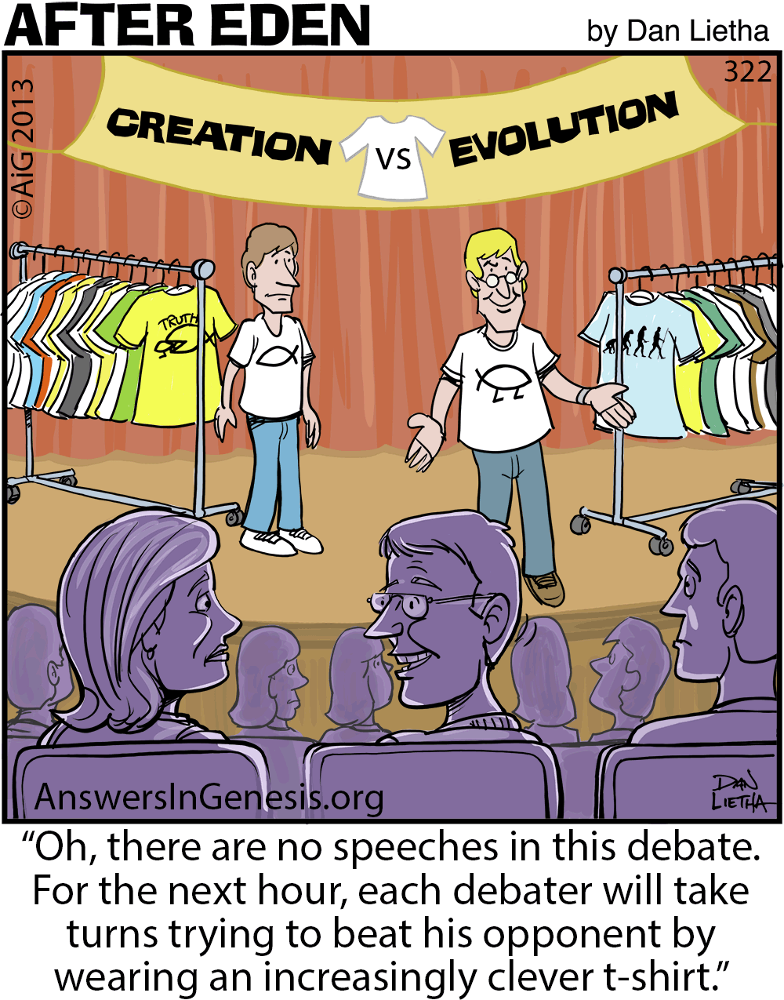 AFTER EDEN
by Dan Lietha
322
©AiG 2013
CREATION VS EVOLUTION
TRUTH
AnswersInGenesis.org
DAN
LIETHA
“Oh, there are no speeches in this debate.
For the next hour, each debater will take
turns trying to beat his opponent by
wearing an increasingly clever t-shirt.”